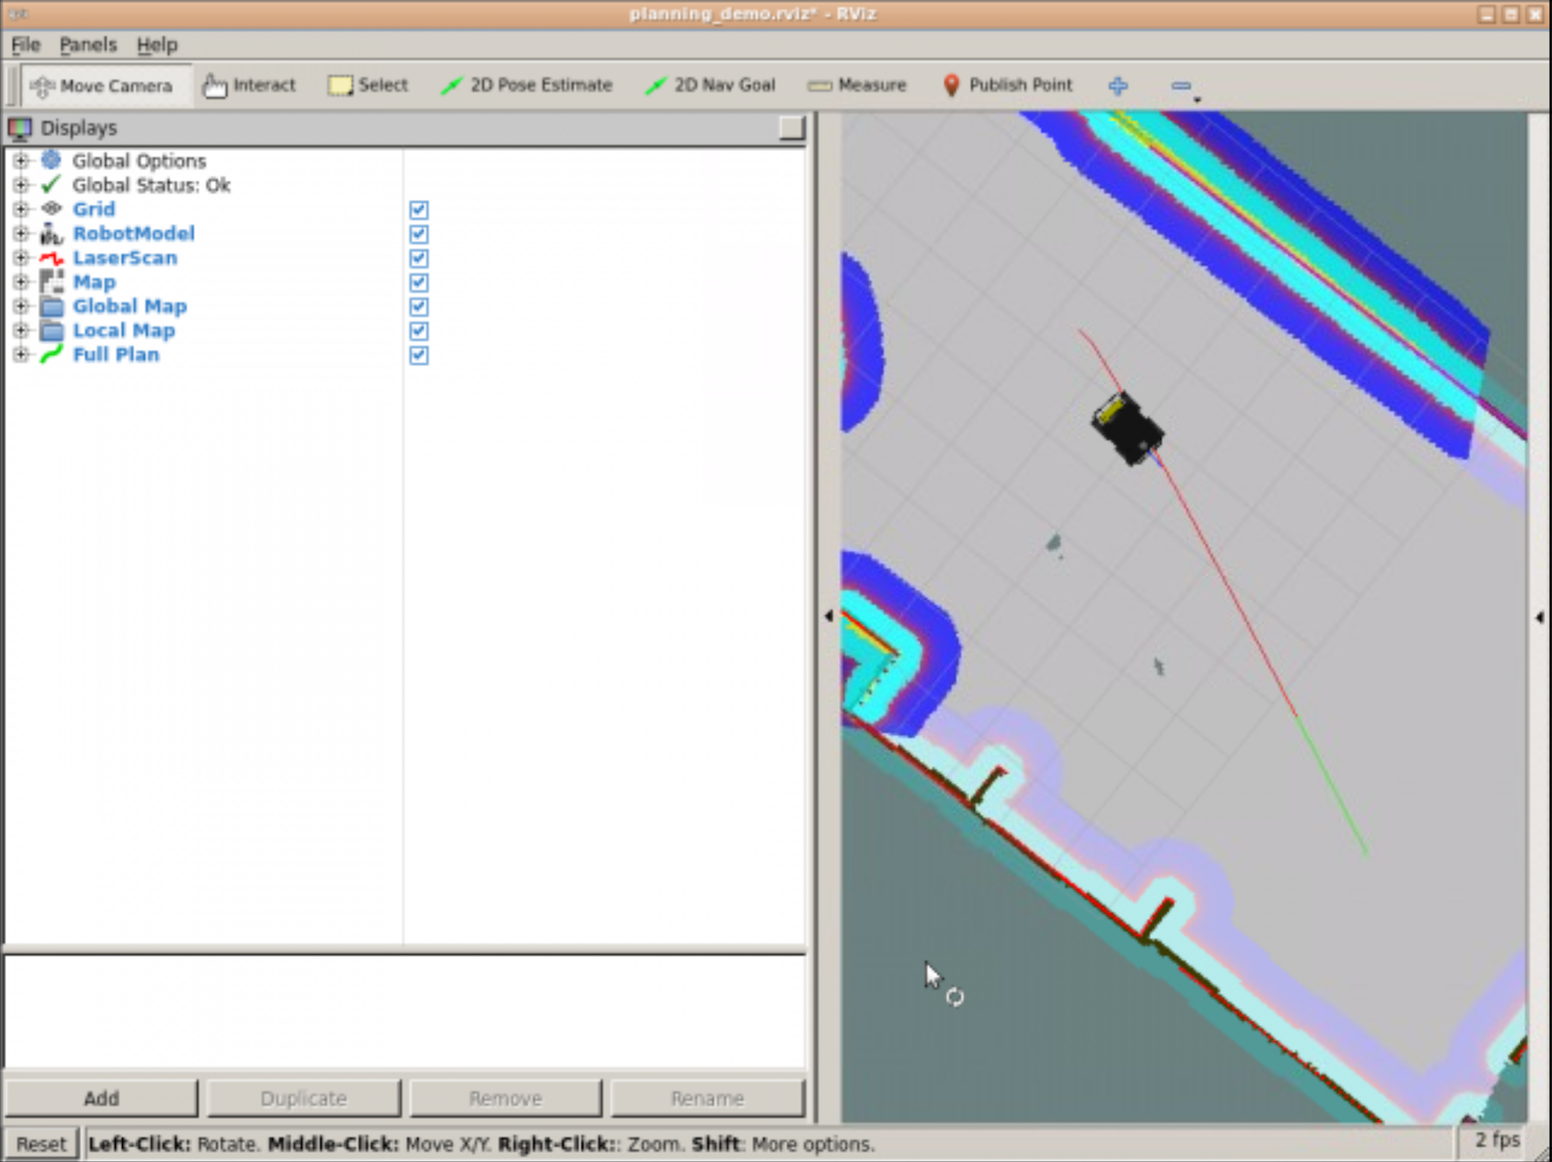 planning_demo.rviz* - RViz
File Panels Help
Move Camera Interact Select 2D Pose Estimate 2D Nav Goal Measure Publish Point
Displays
Global Options
Global Status: Ok
Grid
RobotModel
LaserScan
Map
Global Map
Local Map
Full Plan
Add Duplicate Remove Rename
Reset Left-Click: Rotate. Middle-Click: Move X/Y. Right-Click:: Zoom. Shift: More options. 2 fps